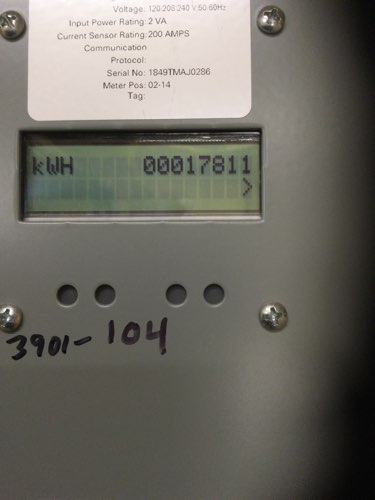 Voltage: 120-208-240 V;50-60Hz
Input Power Rating: 2 VA
Current Sensor Rating: 200 AMPS
Communication
Protocol:
Serial No: 1849TMAJ0286
Meter Pos: 02-14
Tag:
kWH 00017811
>
3901-104